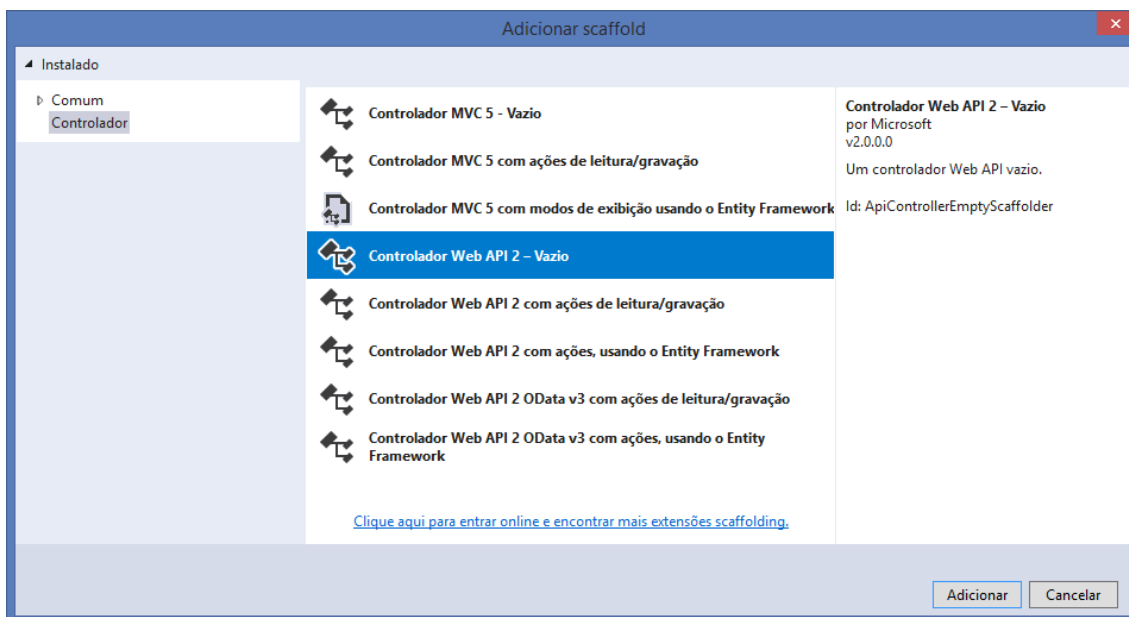 Adicionar scaffold
Instalado
Comum
Controlador
Controlador MVC 5 - Vazio
Controlador MVC 5 com ações de leitura/gravação
Controlador MVC 5 com modos de exibição usando o Entity Framework
Controlador Web API 2 – Vazio
Controlador Web API 2 com ações de leitura/gravação
Controlador Web API 2 com ações, usando o Entity Framework
Controlador Web API 2 OData v3 com ações de leitura/gravação
Controlador Web API 2 OData v3 com ações, usando o Entity
Framework
Clique aqui para entrar online e encontrar mais extensões scaffolding.
Controlador Web API 2 – Vazio
por Microsoft
v2.0.0.0
Um controlador Web API vazio.
Id: ApiControllerEmptyScaffolder
Adicionar
Cancelar